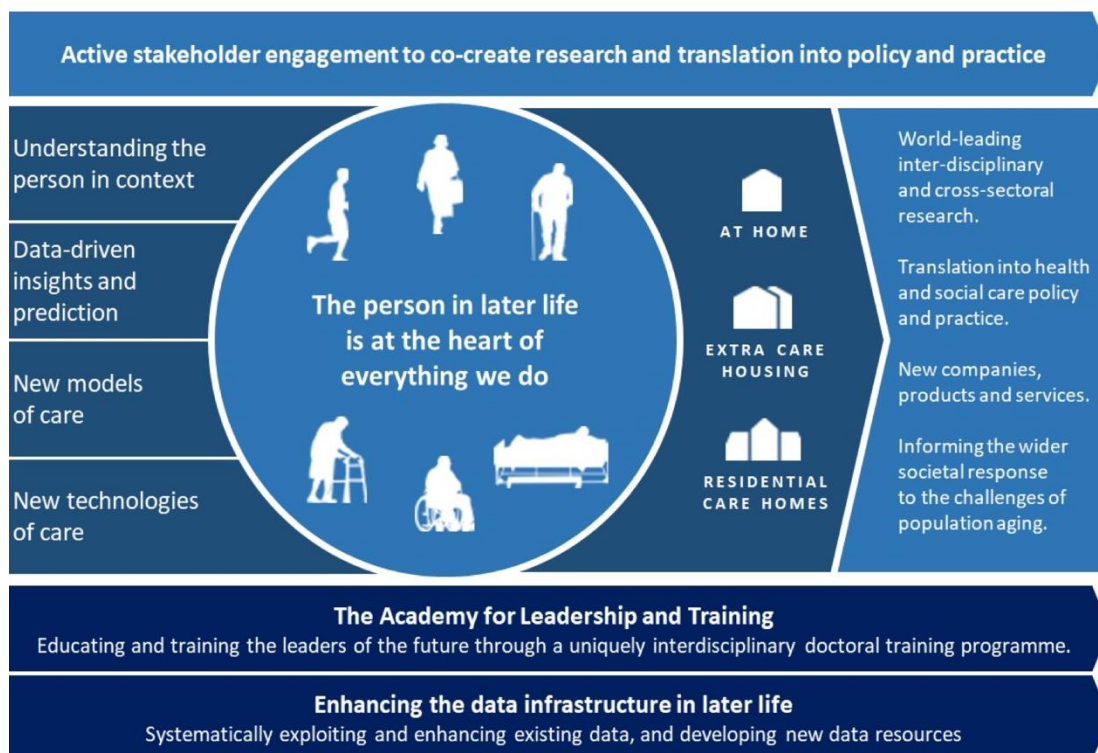 Active stakeholder engagement to co-create research and translation into policy and practice
Understanding the
person in context
Data-driven
insights and
prediction
New models
of care
New technologies
of care
The person in later life
is at the heart of
everything we do
AT HOME
EXTRA CARE
HOUSING
RESIDENTIAL
CARE HOMES
World-leading
inter-disciplinary
and cross-sectoral
research.
Translation into health
and social care policy
and practice.
New companies,
products and services.
Informing the wider
societal response
to the challenges of
population aging.
The Academy for Leadership and Training
Educating and training the leaders of the future through a uniquely interdisciplinary doctoral training programme.
Enhancing the data infrastructure in later life
Systematically exploiting and enhancing existing data, and developing new data resources